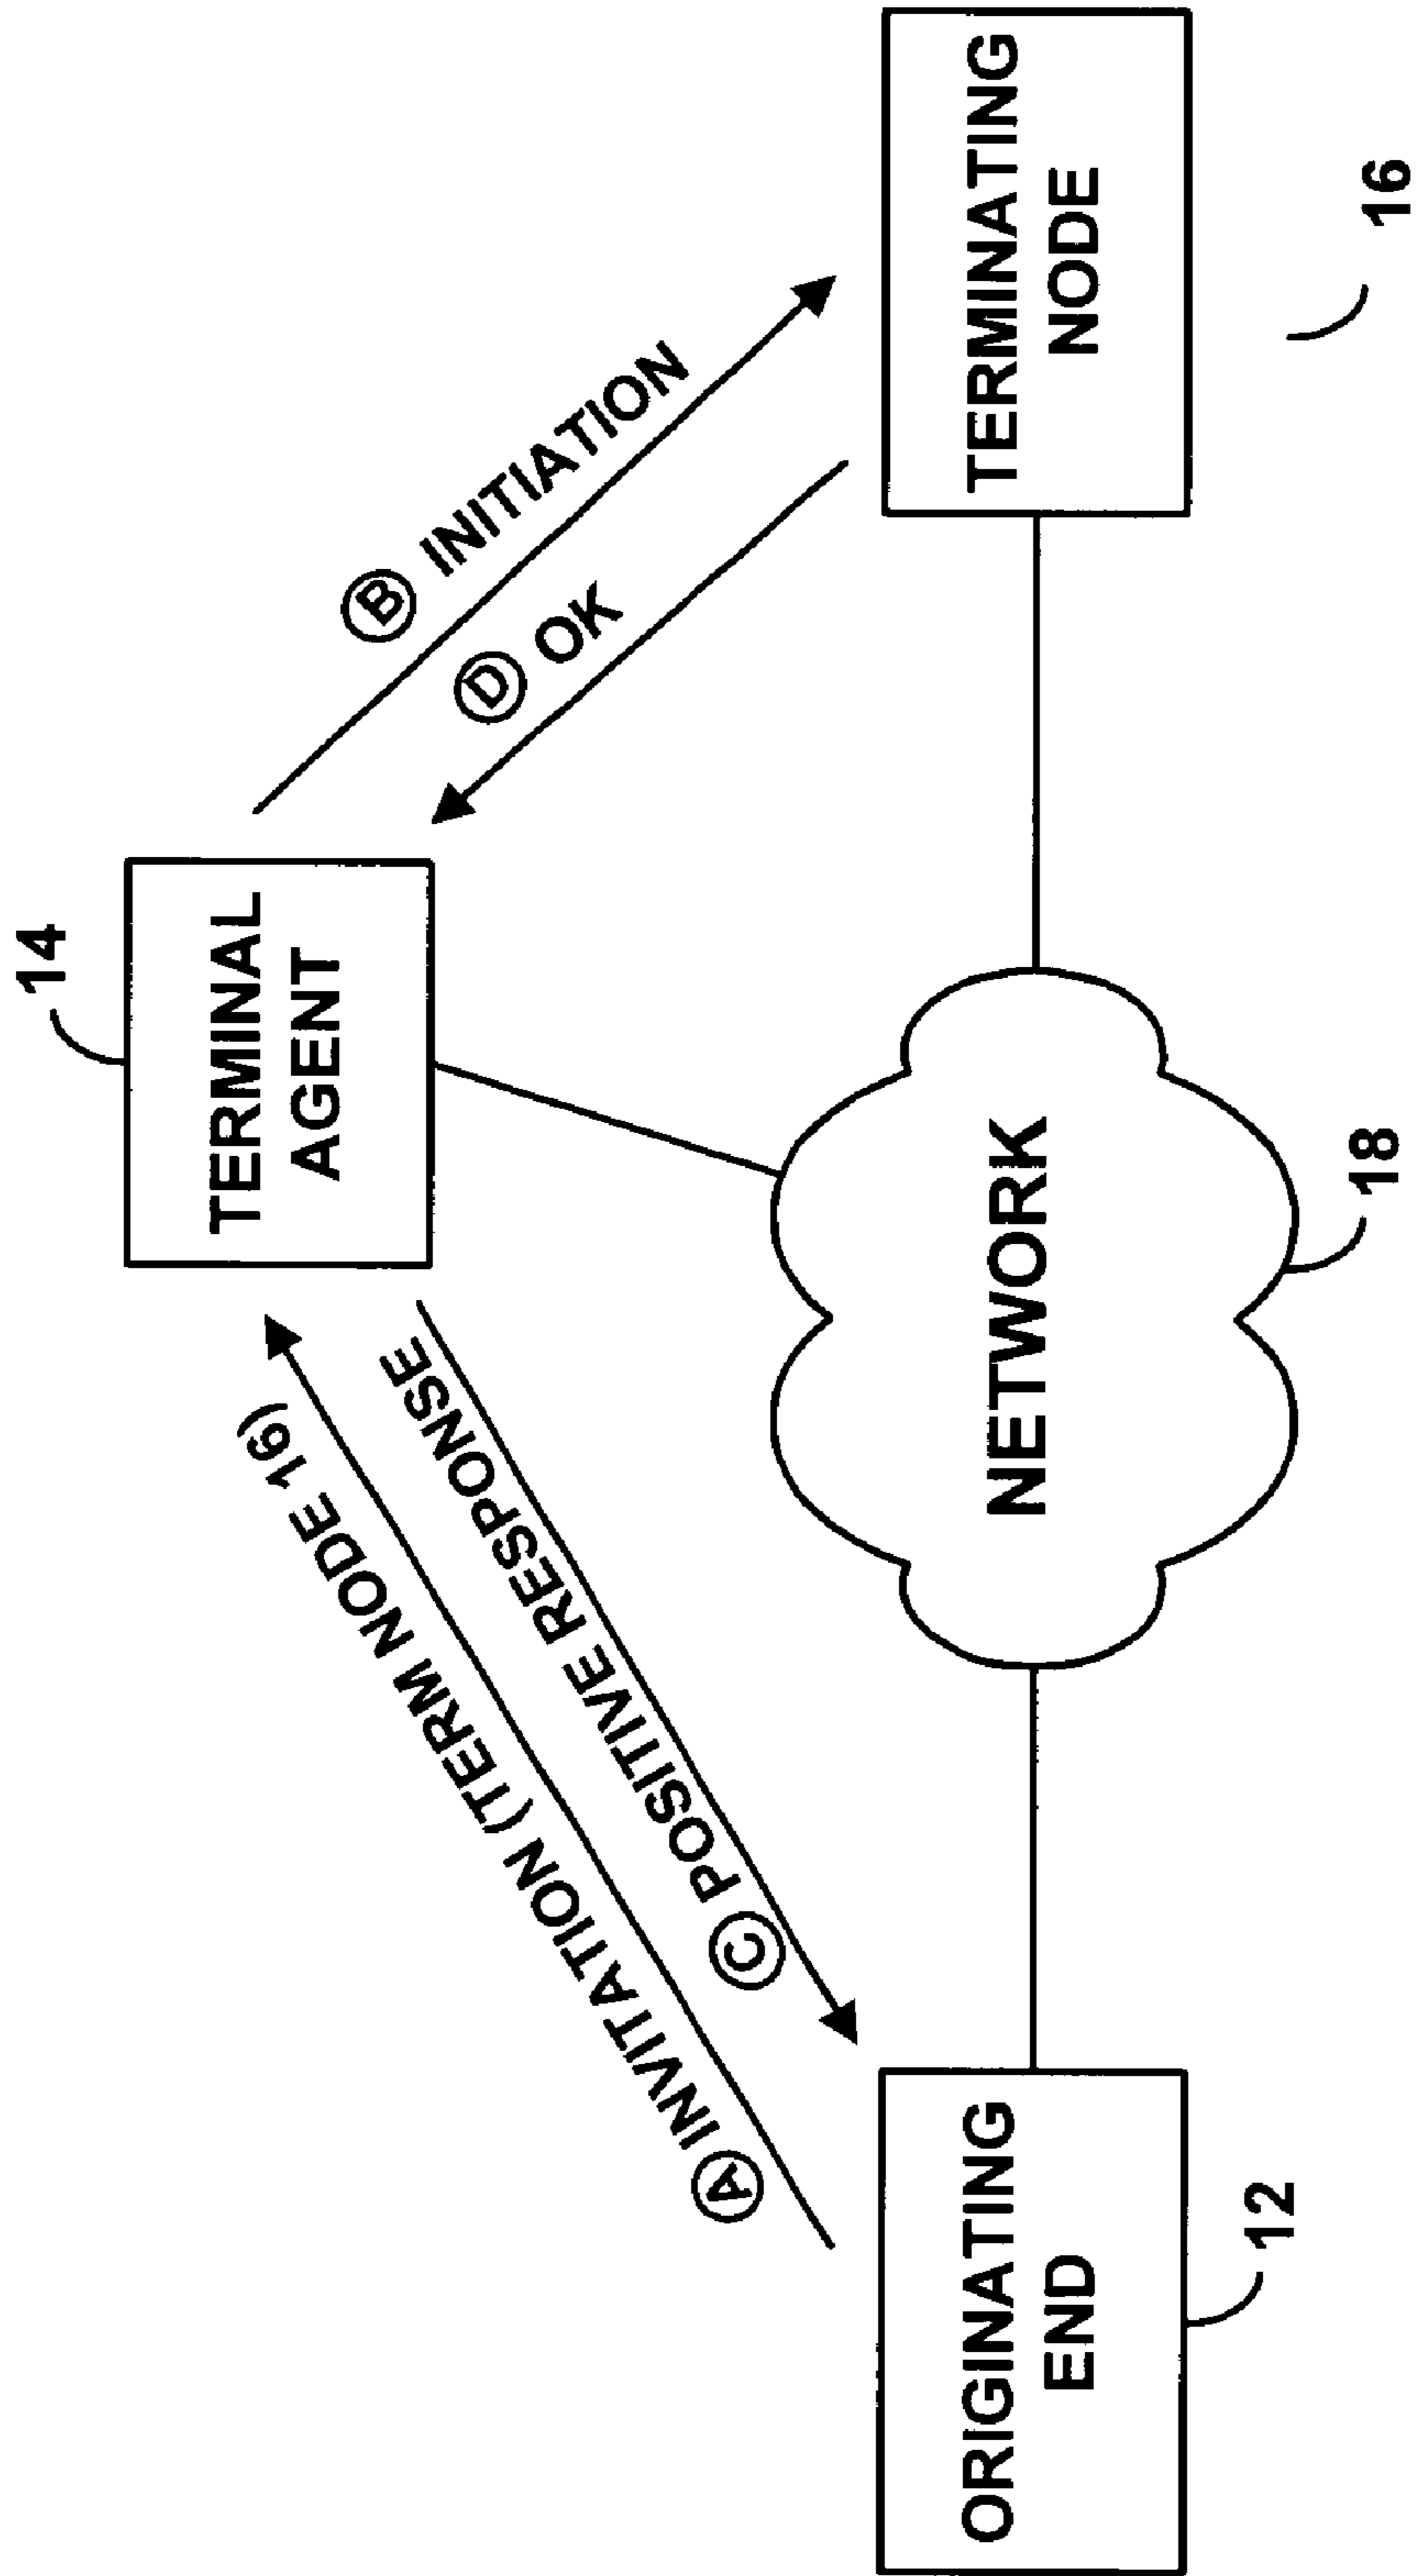 14
TERMINAL
AGENT
Ⓐ INVITATION (TERM NODE 16)
Ⓒ POSITIVE RESPONSE
Ⓑ INITIATION
Ⓓ OK
ORIGINATING
END
12
NETWORK
18
TERMINATING
NODE
16